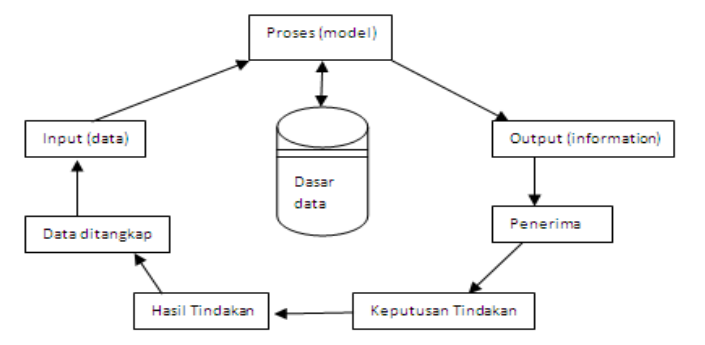 Proses (model)
Input (data)
Output (information)
Dasar
data
Penerima
Data ditangkap
Hasil Tindakan
Keputusan Tindakan